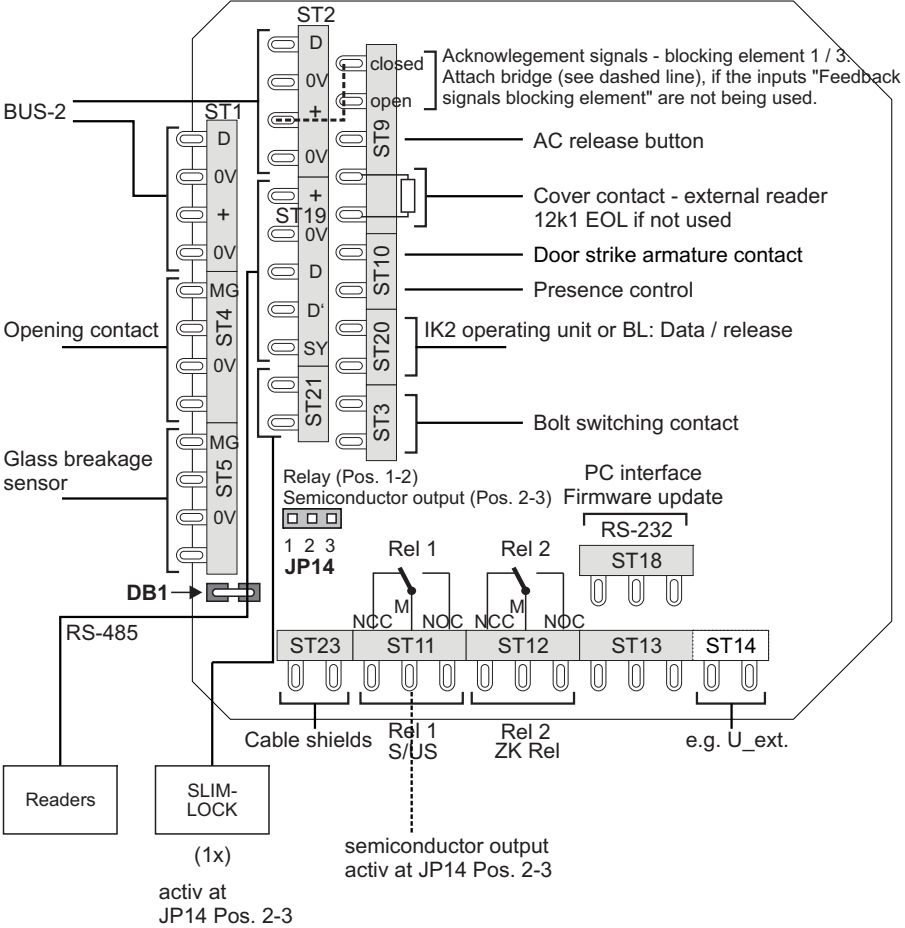 ST2
D
0V
+
0V
closed
open
ST9
Acknowlegement signals - blocking element 1 / 3.
Attach bridge (see dashed line), if the inputs "Feedback
signals blocking element" are not being used.
BUS-2
ST1
D
0V
+
0V
AC release button
+
ST19
0V
D
D'
SY
Cover contact - external reader
12k1 EOL if not used
ST10
Door strike armature contact
Presence control
MG
ST4
0V
Opening contact
ST20
IK2 operating unit or BL: Data / release
ST21
ST3
Bolt switching contact
MG
ST5
0V
Glass breakage
sensor
Relay (Pos. 1-2)
Semiconductor output (Pos. 2-3)
1 2 3
JP14
PC interface
Firmware update
RS-232
ST18
Rel 1
Rel 2
DB1
RS-485
NCC
M
NOC
NCC
M
NOC
ST23
ST11
ST12
ST13
ST14
Cable shields
Rel 1
S/US
Rel 2
ZK Rel
e.g. U_ext.
Readers
SLIM-
LOCK
(1x)
activ at
JP14 Pos. 2-3
semiconductor output
activ at JP14 Pos. 2-3